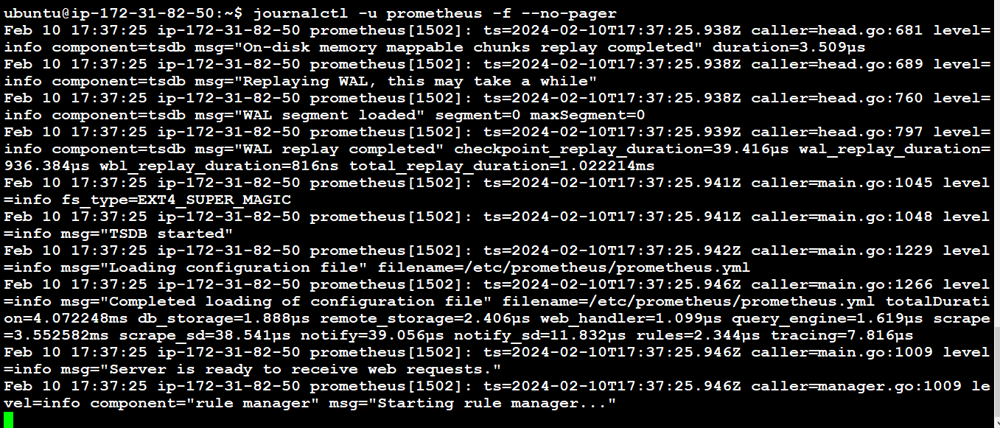 ubuntu@ip-172-31-82-50:~$ journalctl -u prometheus -f --no-pager
Feb 10 17:37:25 ip-172-31-82-50 prometheus[1502]: ts=2024-02-10T17:37:25.938Z caller=head.go:681 level=
info component=tsdb msg="On-disk memory mappable chunks replay completed" duration=3.509µs
Feb 10 17:37:25 ip-172-31-82-50 prometheus[1502]: ts=2024-02-10T17:37:25.938Z caller=head.go:689 level=
info component=tsdb msg="Replaying WAL, this may take a while"
Feb 10 17:37:25 ip-172-31-82-50 prometheus[1502]: ts=2024-02-10T17:37:25.938Z caller=head.go:760 level=
info component=tsdb msg="WAL segment loaded" segment=0 maxSegment=0
Feb 10 17:37:25 ip-172-31-82-50 prometheus[1502]: ts=2024-02-10T17:37:25.939Z caller=head.go:797 level=
info component=tsdb msg="WAL replay completed" checkpoint_replay_duration=39.416µs wal_replay_duration=
936.384µs wbl_replay_duration=816ns total_replay_duration=1.022214ms
Feb 10 17:37:25 ip-172-31-82-50 prometheus[1502]: ts=2024-02-10T17:37:25.941Z caller=main.go:1045 level
=info fs_type=EXT4_SUPER_MAGIC
Feb 10 17:37:25 ip-172-31-82-50 prometheus[1502]: ts=2024-02-10T17:37:25.941Z caller=main.go:1048 level
=info msg="TSDB started"
Feb 10 17:37:25 ip-172-31-82-50 prometheus[1502]: ts=2024-02-10T17:37:25.942Z caller=main.go:1229 level
=info msg="Loading configuration file" filename=/etc/prometheus/prometheus.yml
Feb 10 17:37:25 ip-172-31-82-50 prometheus[1502]: ts=2024-02-10T17:37:25.946Z caller=main.go:1266 level
=info msg="Completed loading of configuration file" filename=/etc/prometheus/prometheus.yml totalDurati
on=4.072248ms db_storage=1.888µs remote_storage=2.406µs web_handler=1.099µs query_engine=1.619µs scrape
=3.552582ms scrape_sd=38.541µs notify=39.056µs notify_sd=11.832µs rules=2.344µs tracing=7.816µs
Feb 10 17:37:25 ip-172-31-82-50 prometheus[1502]: ts=2024-02-10T17:37:25.946Z caller=main.go:1009 level
=info msg="Server is ready to receive web requests."
Feb 10 17:37:25 ip-172-31-82-50 prometheus[1502]: ts=2024-02-10T17:37:25.946Z caller=manager.go:1009 le
vel=info component="rule manager" msg="Starting rule manager..."